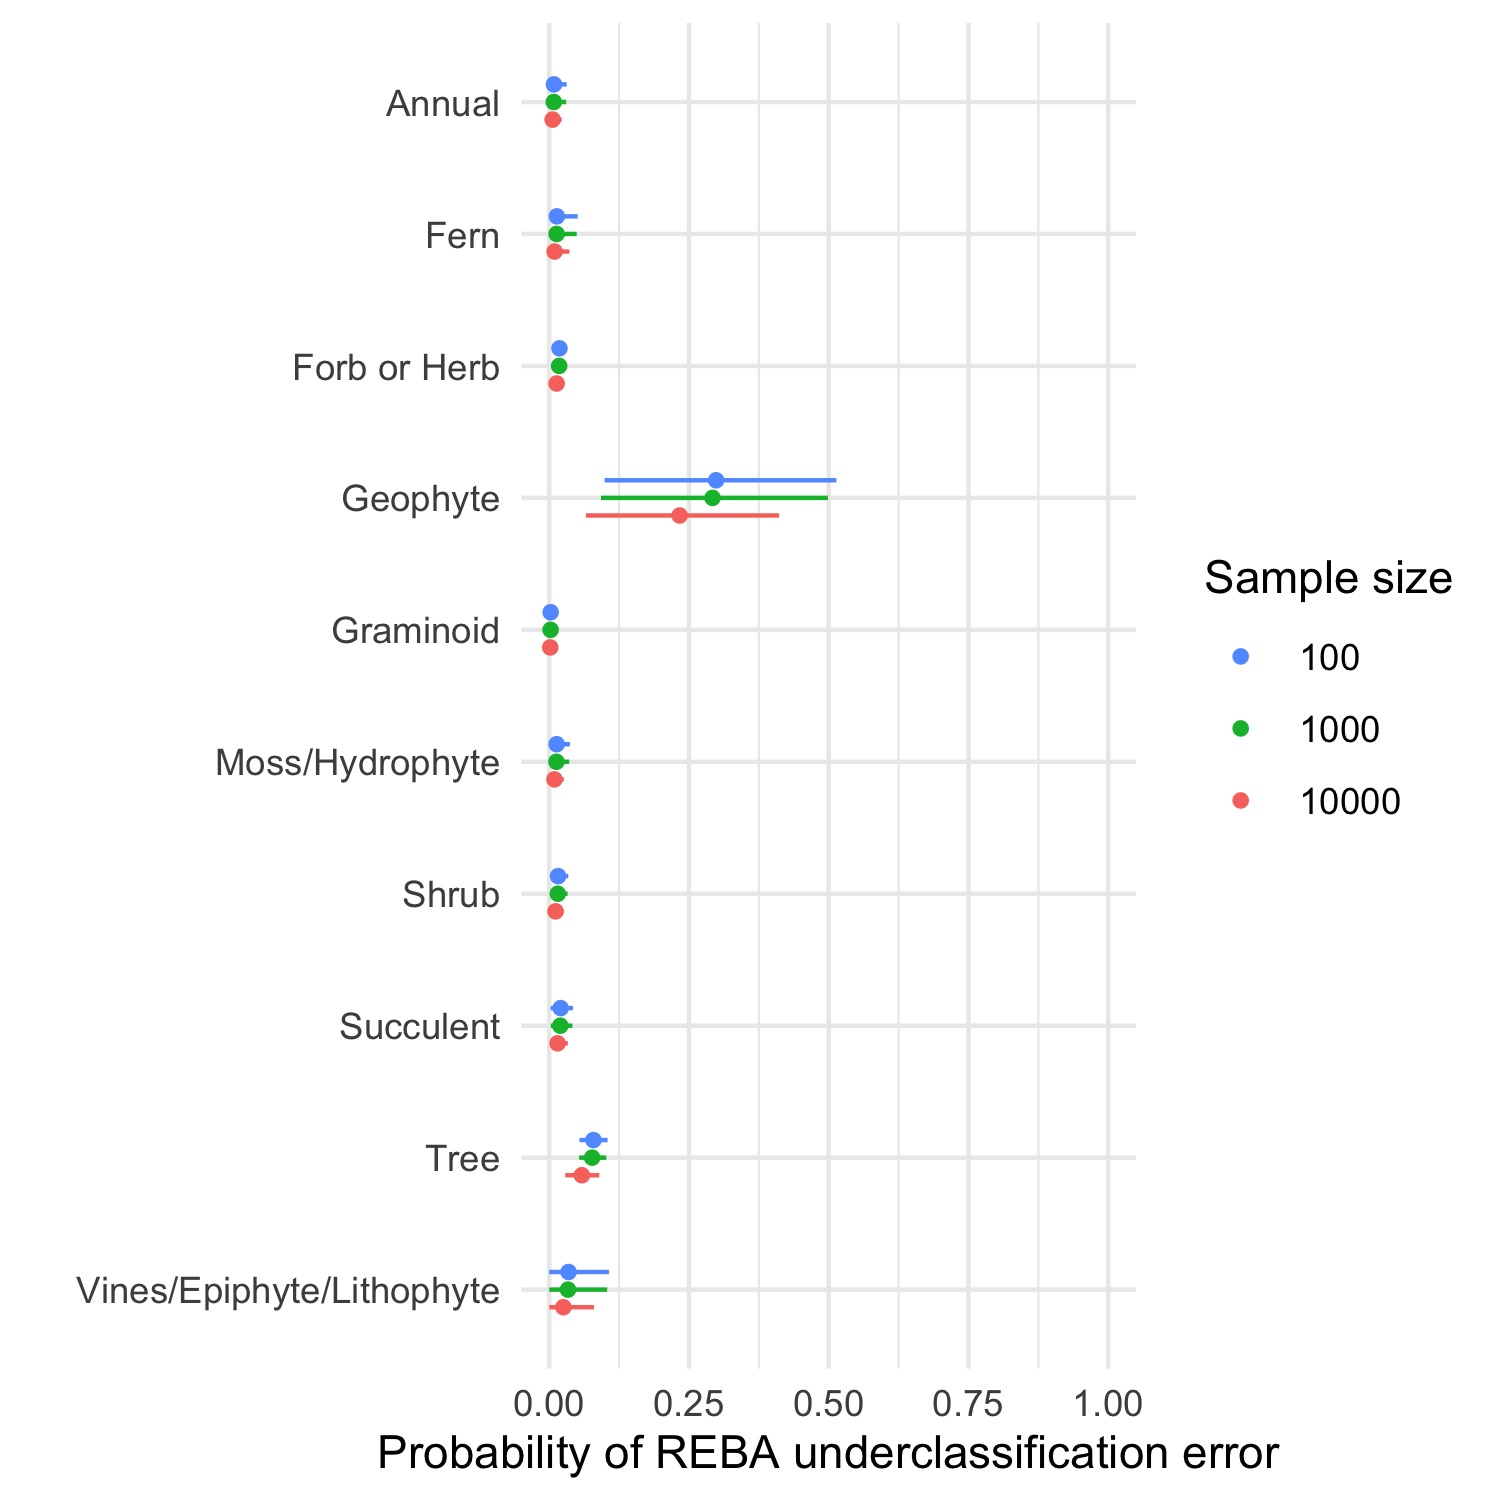 Annual
Fern
Forb or Herb
Geophyte
Graminoid
Moss/Hydrophyte
Shrub
Succulent
Tree
Vines/Epiphyte/Lithophyte
0.00 0.25 0.50 0.75 1.00
Probability of REBA underclassification error
Sample size
100
1000
10000